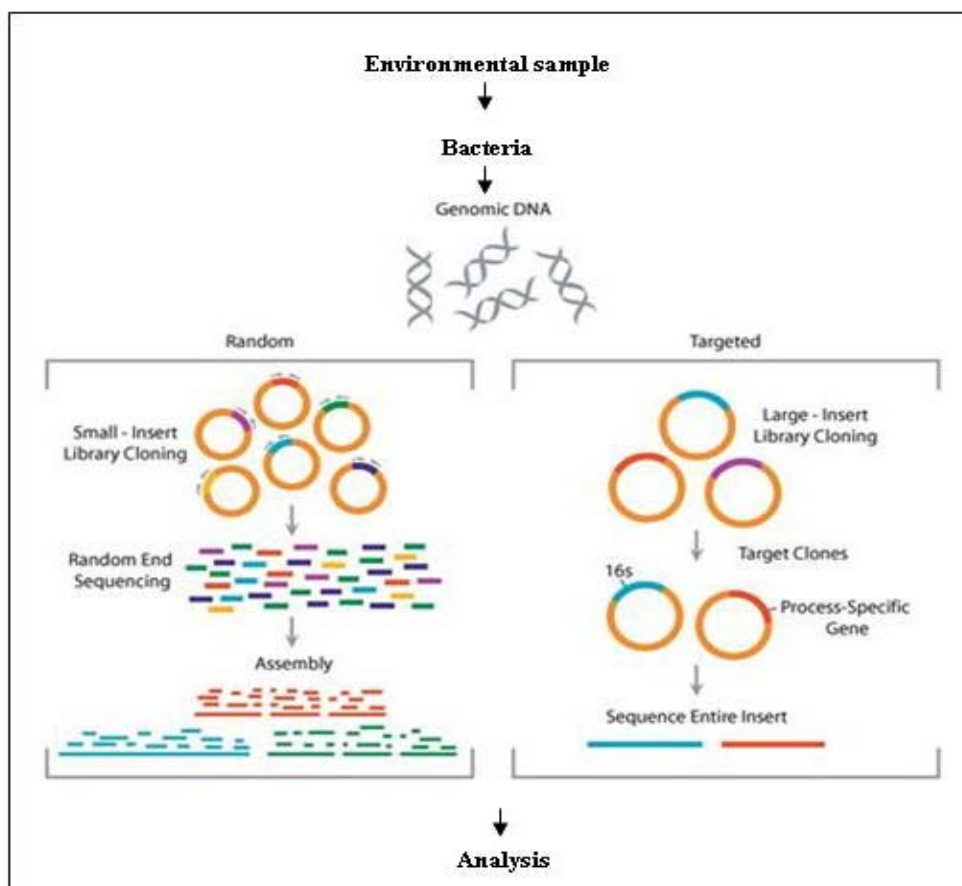 Environmental sample
Bacteria
Genomic DNA
Random
Small - Insert
Library Cloning
Random End
Sequencing
Assembly
Targeted
Large - Insert
Library Cloning
Target Clones
16s
Process-Specific
Gene
Sequence Entire Insert
Analysis